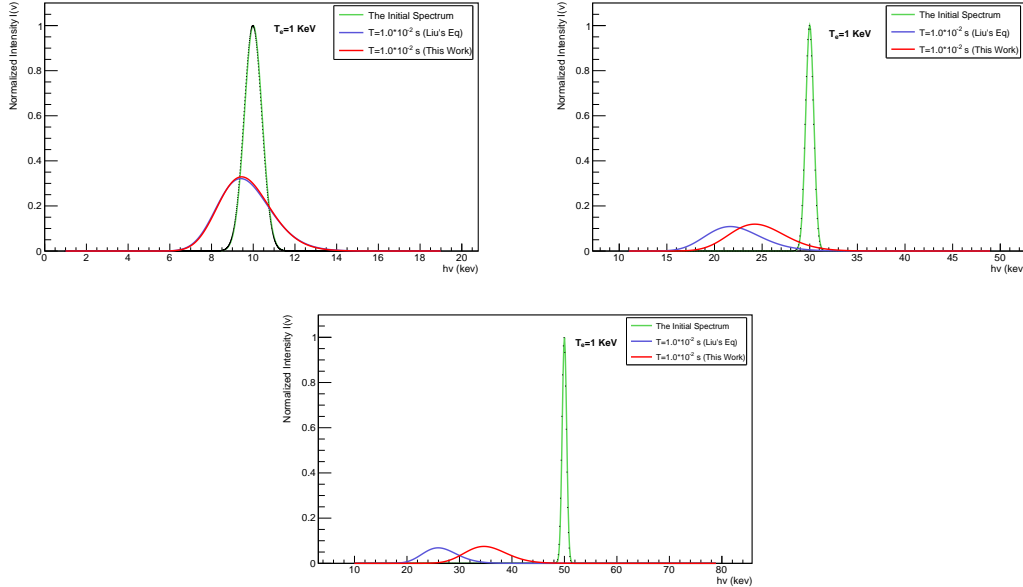 Normalized Intensity I(ν)
1
0.8
0.6
0.4
0.2
0
0 2 4 6 8 10 12 14 16 18 20
hν (kev)
Tₑ=1 KeV
The Initial Spectrum
T=1.0*10⁻² s (Liu's Eq)
T=1.0*10⁻² s (This Work)
Normalized Intensity I(ν)
1
0.8
0.6
0.4
0.2
0
10 15 20 25 30 35 40 45 50
hν (kev)
Tₑ=1 KeV
The Initial Spectrum
T=1.0*10⁻² s (Liu's Eq)
T=1.0*10⁻² s (This Work)
Normalized Intensity I(ν)
1
0.8
0.6
0.4
0.2
0
10 20 30 40 50 60 70 80
hν (kev)
Tₑ=1 KeV
The Initial Spectrum
T=1.0*10⁻² s (Liu's Eq)
T=1.0*10⁻² s (This Work)